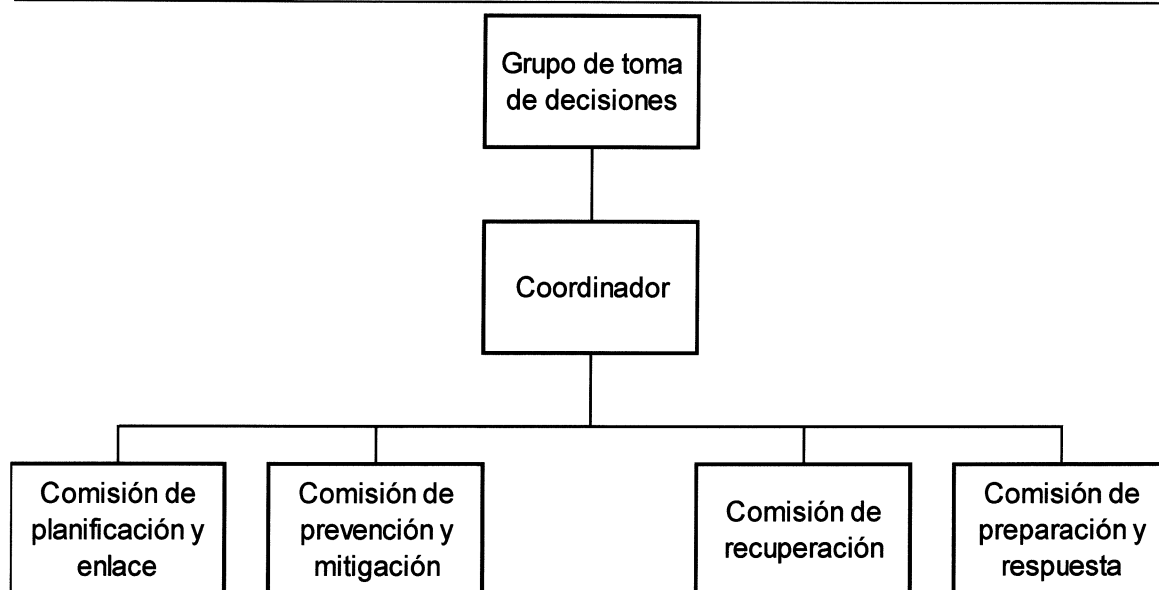 Grupo de toma
de decisiones
Coordinador
Comisión de
planificación y
enlace
Comisión de
prevención y
mitigación
Comisión de
recuperación
Comisión de
preparación y
respuesta